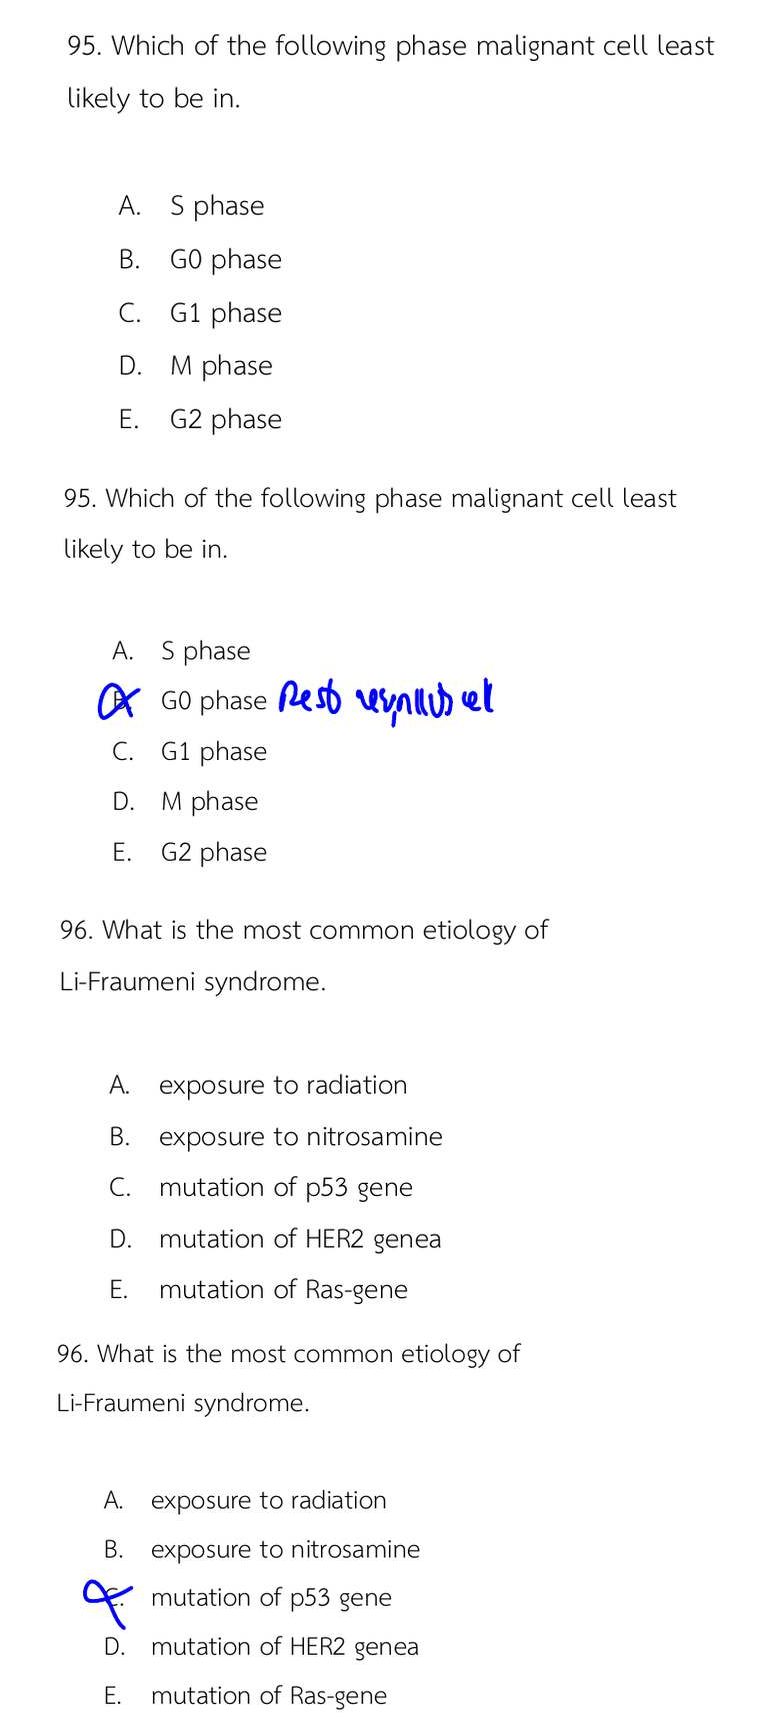 95. Which of the following phase malignant cell least
likely to be in.
A. S phase
B. G0 phase
C. G1 phase
D. M phase
E. G2 phase
95. Which of the following phase malignant cell least
likely to be in.
A. S phase
B. G0 phase Rest
C. G1 phase
D. M phase
E. G2 phase
96. What is the most common etiology of
Li-Fraumeni syndrome.
A. exposure to radiation
B. exposure to nitrosamine
C. mutation of p53 gene
D. mutation of HER2 genea
E. mutation of Ras-gene
96. What is the most common etiology of
Li-Fraumeni syndrome.
A. exposure to radiation
B. exposure to nitrosamine
C. mutation of p53 gene
D. mutation of HER2 genea
E. mutation of Ras-gene